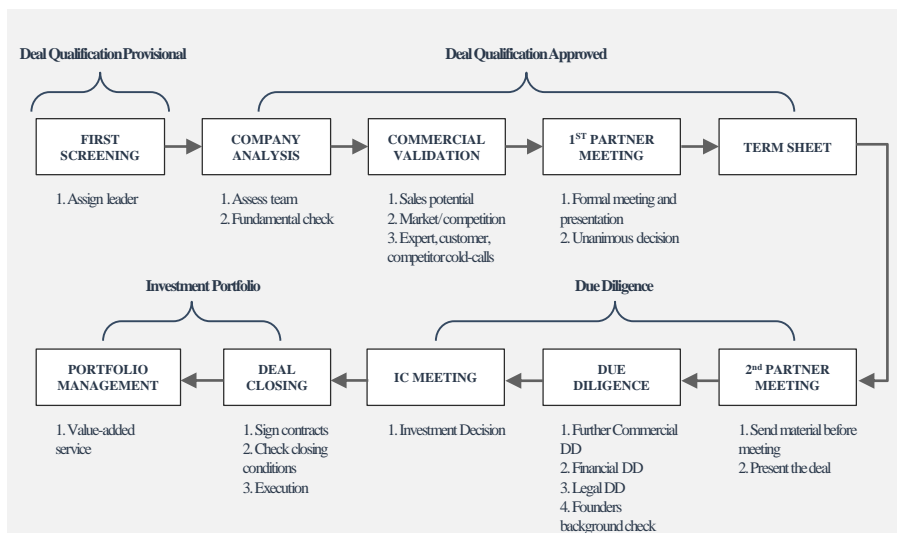 Deal Qualification Provisional
Deal Qualification Approved
FIRST
SCREENING
COMPANY
ANALYSIS
COMMERCIAL
VALIDATION
1ST PARTNER
MEETING
TERM SHEET
1. Assign leader
1. Assess team
2. Fundamental check
1. Sales potential
2. Market/competition
3. Expert, customer,
competitor cold-calls
1. Formal meeting and
presentation
2. Unanimous decision
Investment Portfolio
Due Diligence
PORTFOLIO
MANAGEMENT
DEAL
CLOSING
IC MEETING
DUE
DILIGENCE
2nd PARTNER
MEETING
1. Value-added
service
1. Sign contracts
2. Check closing
conditions
3. Execution
1. Investment Decision
1. Further Commercial
DD
2. Financial DD
3. Legal DD
4. Founders
background check
1. Send material before
meeting
2. Present the deal